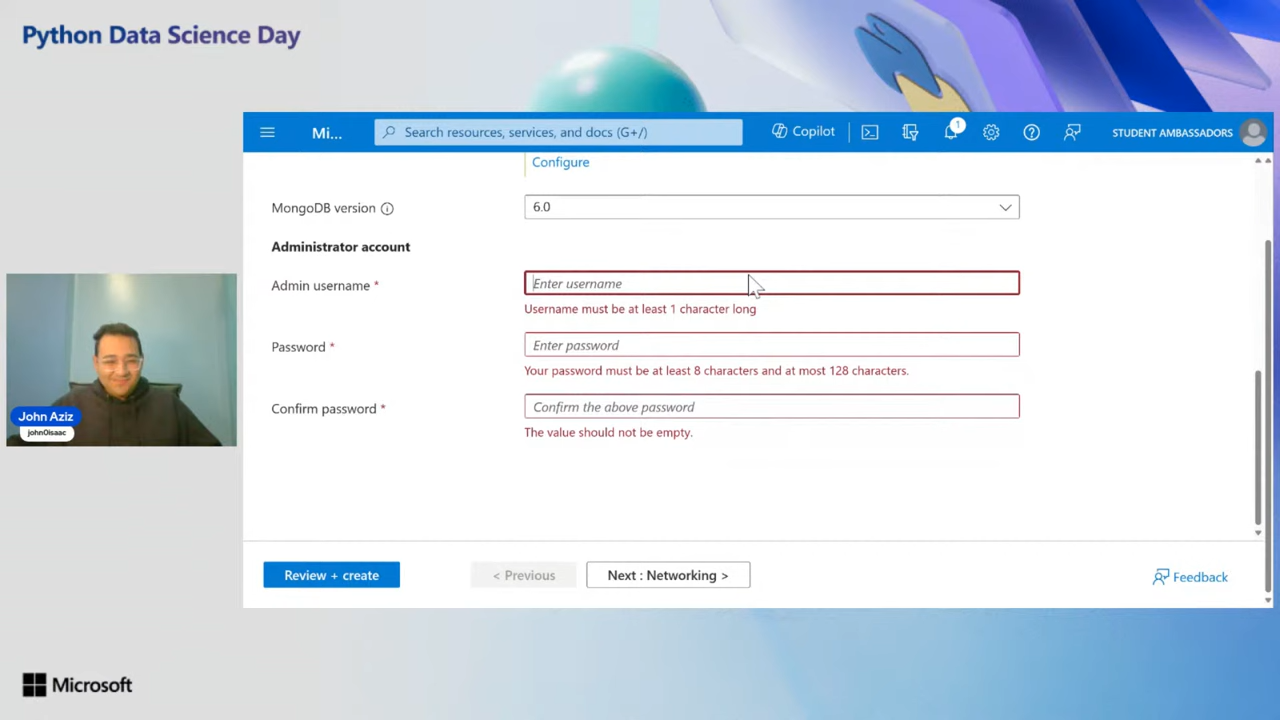 Python Data Science Day
Mi...
Search resources, services, and docs (G+/)
Copilot
1
STUDENT AMBASSADORS
Configure
MongoDB version
6.0
Administrator account
Admin username *
Enter username
Username must be at least 1 character long
Password *
Enter password
Your password must be at least 8 characters and at most 128 characters.
Confirm password *
Confirm the above password
The value should not be empty.
John Aziz
john0isaac
Review + create
< Previous
Next : Networking >
Feedback
Microsoft